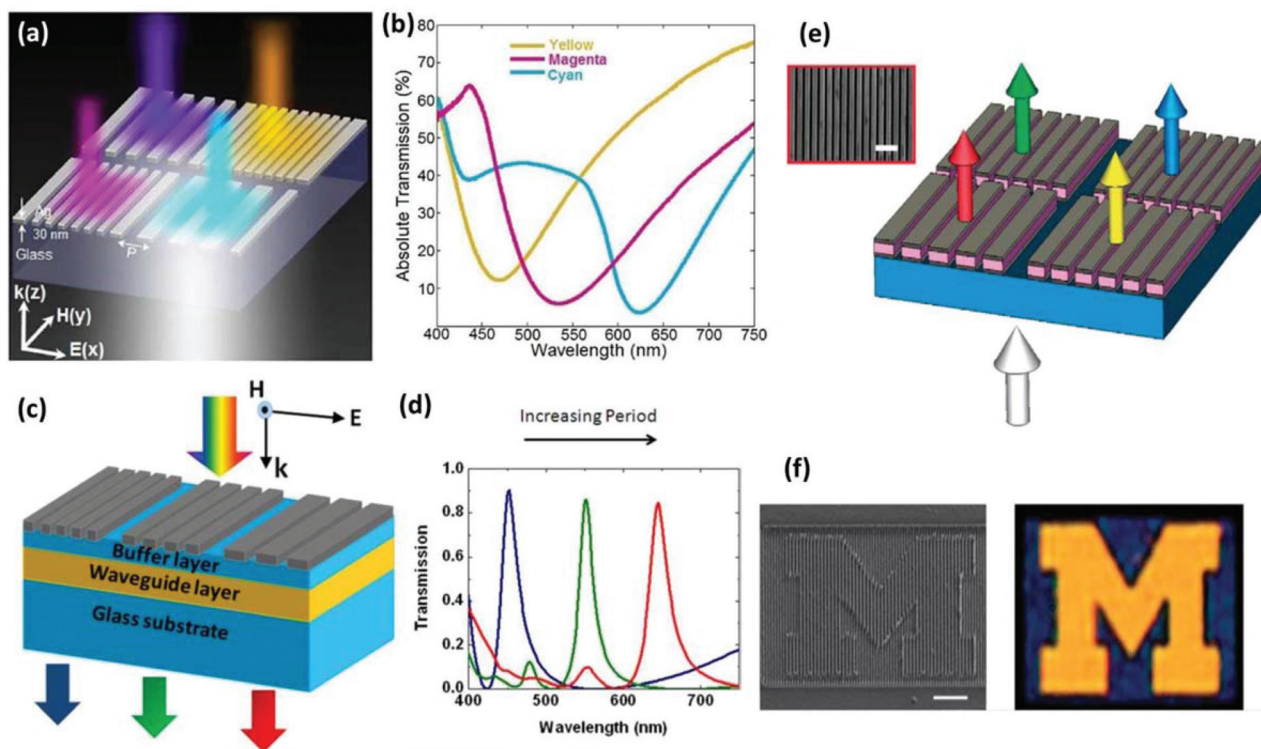 (a)
Ag
30 nm
Glass
P
k(z)
H(y)
E(x)
(b)
80
70
60
50
40
30
20
10
Absolute Transmission (%)
Yellow
Magenta
Cyan
400 450 500 550 600 650 700 750
Wavelength (nm)
(e)
(c)
H
E
k
Buffer layer
Waveguide layer
Glass substrate
(d)
Increasing Period
1.0
0.8
0.6
0.4
0.2
0.0
Transmission
400 500 600 700
Wavelength (nm)
(f)
M
M